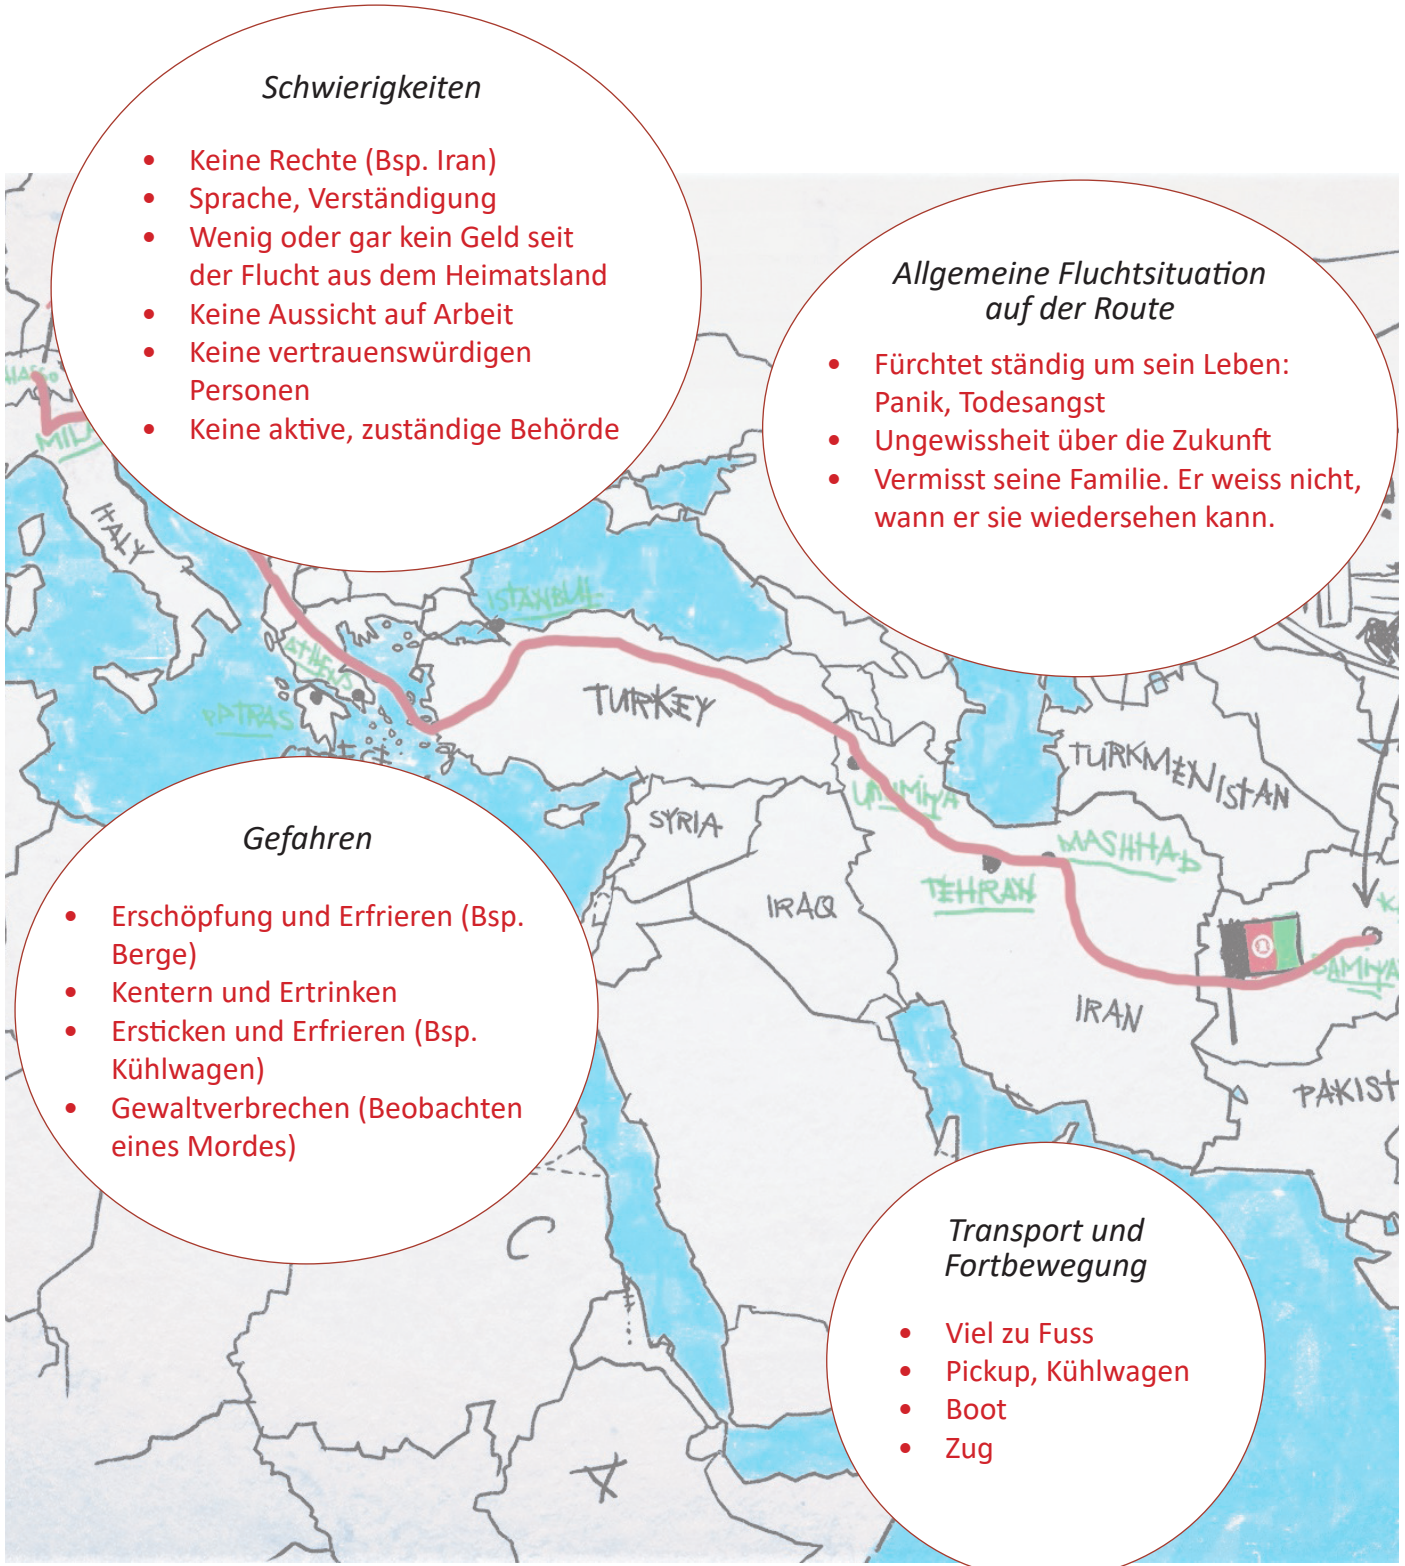 Schwierigkeiten
• Keine Rechte (Bsp. Iran)
• Sprache, Verständigung
• Wenig oder gar kein Geld seit
der Flucht aus dem Heimatsland
• Keine Aussicht auf Arbeit
• Keine vertrauenswürdigen
Personen
• Keine aktive, zuständige Behörde
Allgemeine Fluchtsituation
auf der Route
• Fürchtet ständig um sein Leben:
Panik, Todesangst
• Ungewissheit über die Zukunft
• Vermisst seine Familie. Er weiss nicht,
wann er sie wiedersehen kann.
ITALY
ISTANBUL
ATHENS
PATRAS
TURKEY
TURKMENISTAN
URUMIYA
SYRIA
MASHHAD
TEHRAN
IRAQ
IRAN
BAMIYA
PAKIST
Gefahren
• Erschöpfung und Erfrieren (Bsp.
Berge)
• Kentern und Ertrinken
• Ersticken und Erfrieren (Bsp.
Kühlwagen)
• Gewaltverbrechen (Beobachten
eines Mordes)
Transport und
Fortbewegung
• Viel zu Fuss
• Pickup, Kühlwagen
• Boot
• Zug